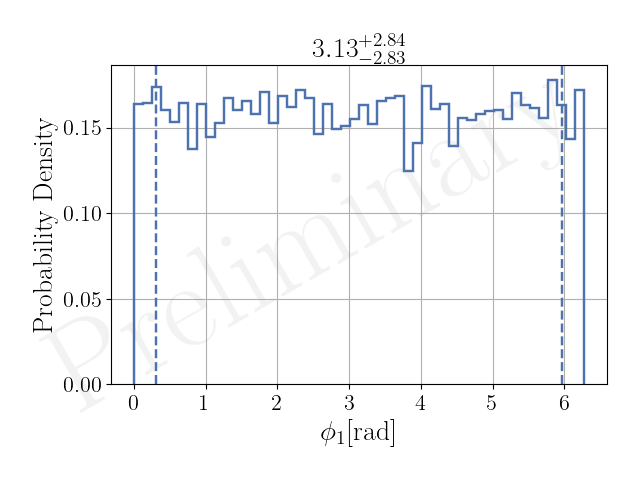 3.13^{+2.84}_{-2.83}
Probability Density
0.15
0.10
0.05
0.00
0 1 2 3 4 5 6
ϕ₁[rad]
Preliminary